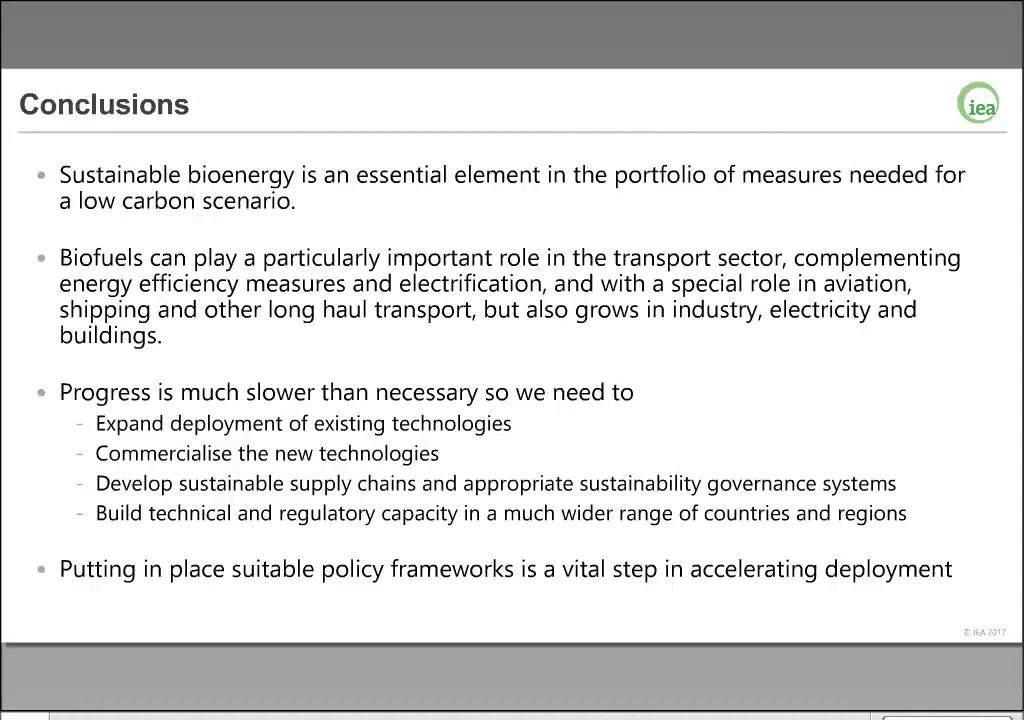 Conclusions
iea
• Sustainable bioenergy is an essential element in the portfolio of measures needed for
a low carbon scenario.
• Biofuels can play a particularly important role in the transport sector, complementing
energy efficiency measures and electrification, and with a special role in aviation,
shipping and other long haul transport, but also grows in industry, electricity and
buildings.
• Progress is much slower than necessary so we need to
- Expand deployment of existing technologies
- Commercialise the new technologies
- Develop sustainable supply chains and appropriate sustainability governance systems
- Build technical and regulatory capacity in a much wider range of countries and regions
• Putting in place suitable policy frameworks is a vital step in accelerating deployment
© IEA 2017